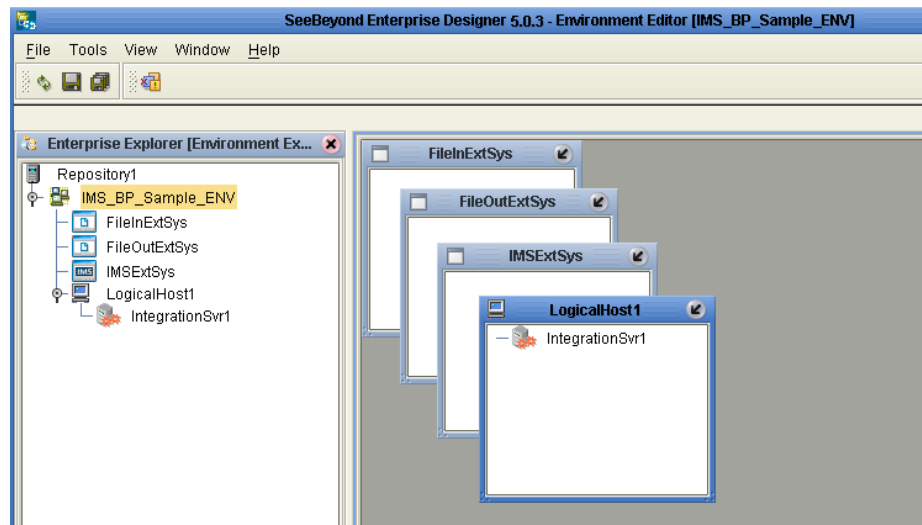 SeeBeyond Enterprise Designer 5.0.3 - Environment Editor [IMS_BP_Sample_ENV]
File Tools View Window Help
Enterprise Explorer [Environment Ex...
Repository1
IMS_BP_Sample_ENV
FileInExtSys
FileOutExtSys
IMS IMSExtSys
LogicalHost1
IntegrationSvr1
FileInExtSys
FileOutExtSys
IMSExtSys
LogicalHost1
IntegrationSvr1